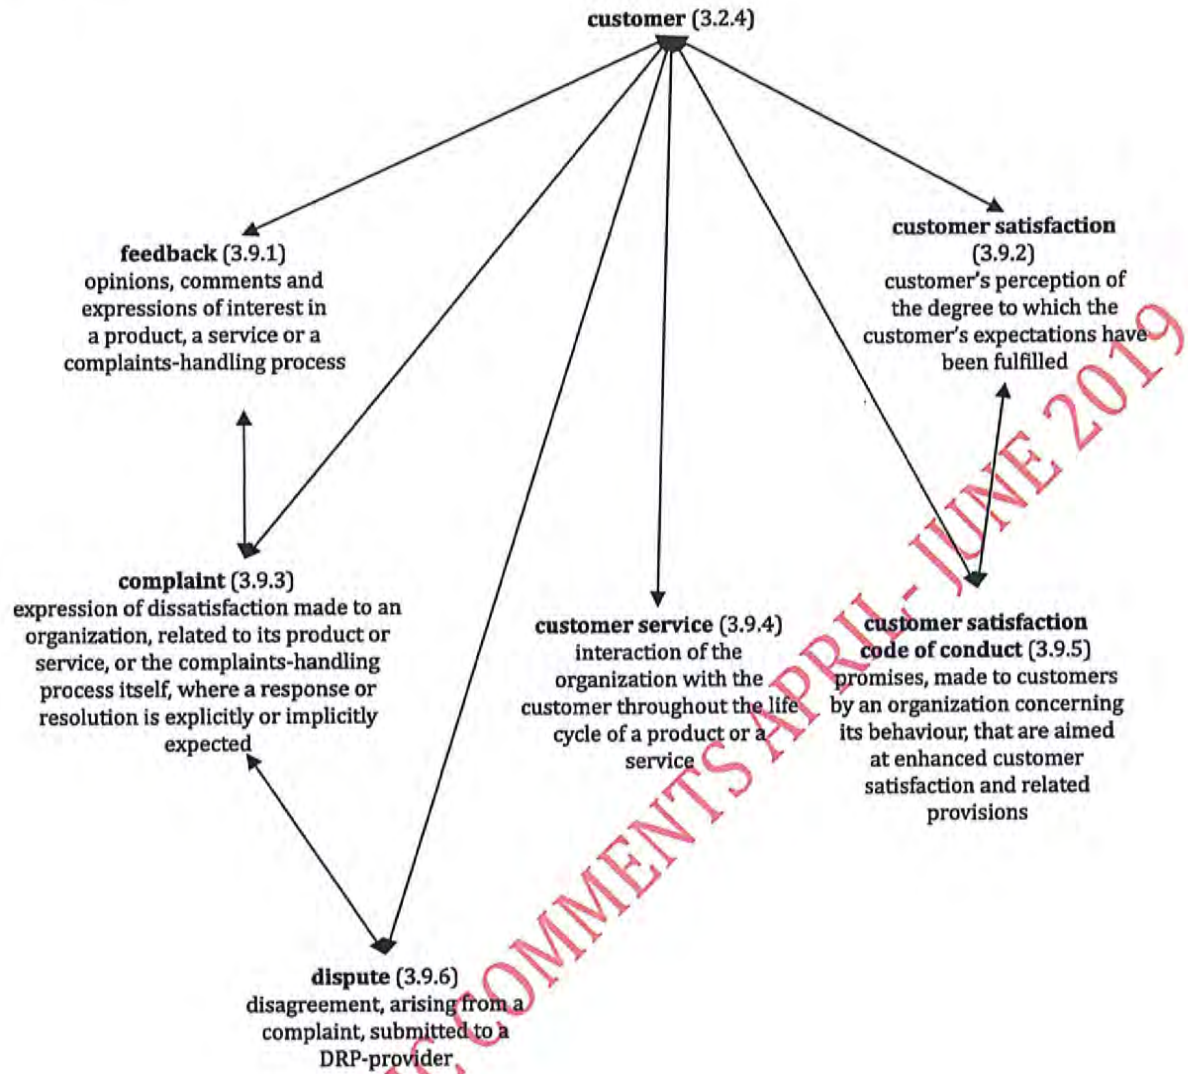 customer (3.2.4)
feedback (3.9.1)
opinions, comments and
expressions of interest in
a product, a service or a
complaints-handling process
customer satisfaction
(3.9.2)
customer's perception of
the degree to which the
customer's expectations have
been fulfilled
complaint (3.9.3)
expression of dissatisfaction made to an
organization, related to its product or
service, or the complaints-handling
process itself, where a response or
resolution is explicitly or implicitly
expected
customer service (3.9.4)
interaction of the
organization with the
customer throughout the life
cycle of a product or a
service
customer satisfaction
code of conduct (3.9.5)
promises, made to customers
by an organization concerning
its behaviour, that are aimed
at enhanced customer
satisfaction and related
provisions
dispute (3.9.6)
disagreement, arising from a
complaint, submitted to a
DRP-provider
C COMMENTS APRIL- JUNE 2019